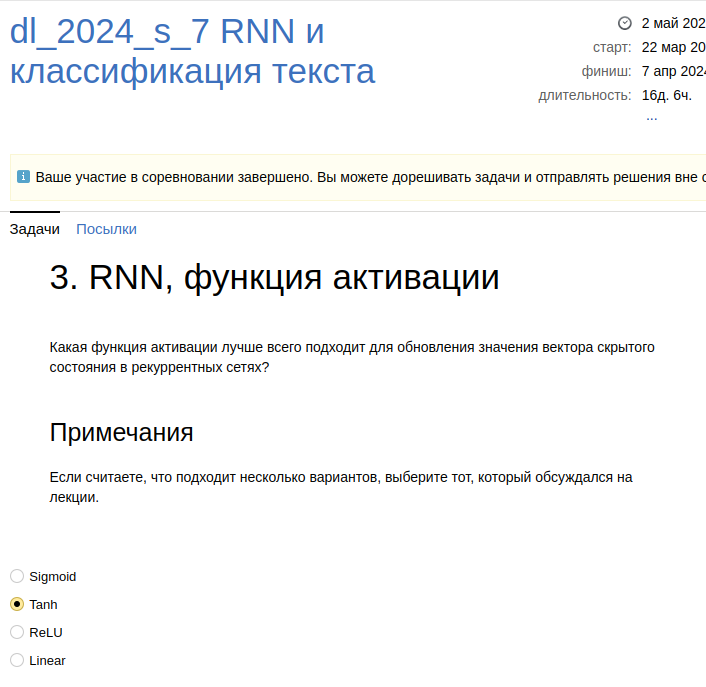 dl_2024_s_7 RNN и
классификация текста
2 май 202
старт: 22 мар 20
финиш: 7 апр 2024
длительность: 16д. 6ч.
...
Ваше участие в соревновании завершено. Вы можете дорешивать задачи и отправлять решения вне с
Задачи Посылки
3. RNN, функция активации
Какая функция активации лучше всего подходит для обновления значения вектора скрытого
состояния в рекуррентных сетях?
Примечания
Если считаете, что подходит несколько вариантов, выберите тот, который обсуждался на
лекции.
Sigmoid
Tanh
ReLU
Linear